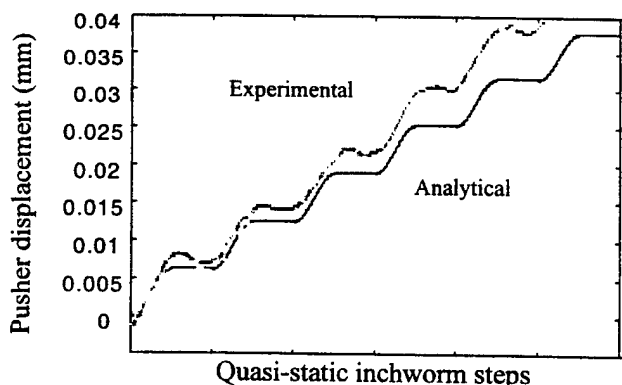 0.04
0.035
0.03
0.025
0.02
0.015
0.01
0.005
0
Pusher displacement (mm)
Experimental
Analytical
Quasi-static inchworm steps